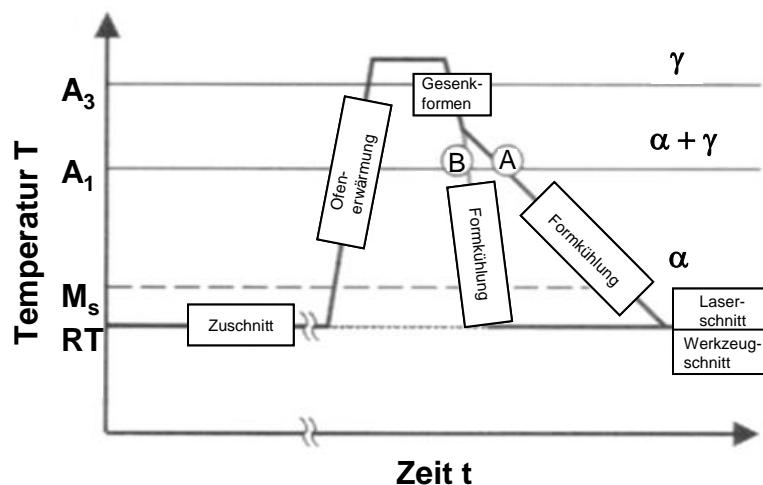 γ
A₃
Gesenk-
formen
α + γ
B
A
A₁
Ofen-
erwärmung
Formkühlung
Formkühlung
α
Temperatur T
Mₛ
Laser-
schnitt
Zuschnitt
RT
Werkzeug-
schnitt
Zeit t